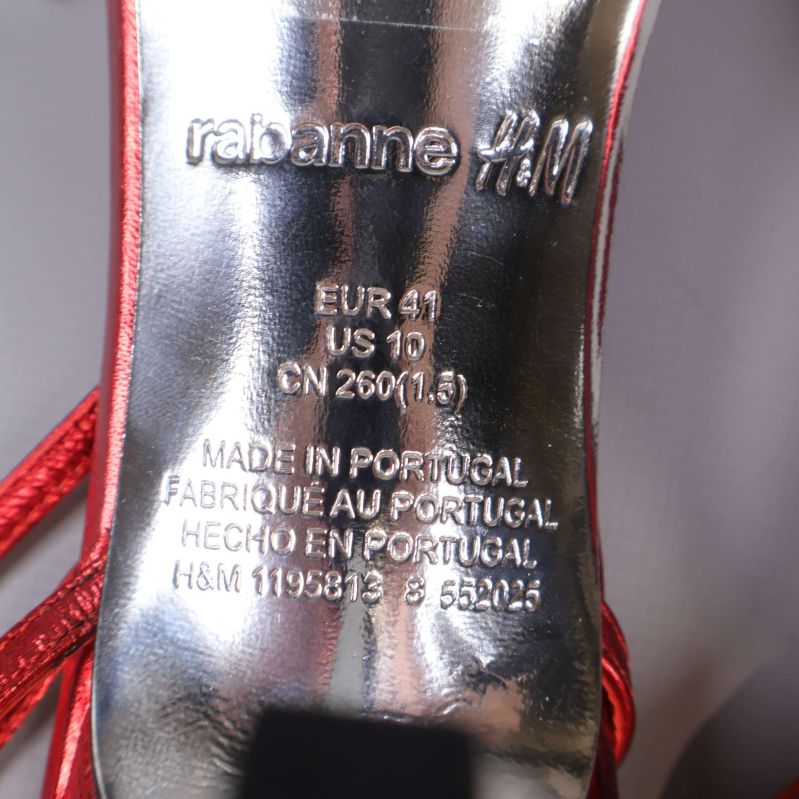 rabanne H&M
EUR 41
US 10
CN 260(1.5)
MADE IN PORTUGAL
FABRIQUÉ AU PORTUGAL
HECHO EN PORTUGAL
H&M 1195813 8 552025